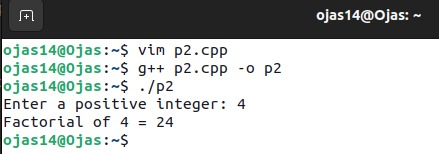 ojas14@Ojas: ~
ojas14@Ojas:~$ vim p2.cpp
ojas14@Ojas:~$ g++ p2.cpp -o p2
ojas14@Ojas:~$ ./p2
Enter a positive integer: 4
Factorial of 4 = 24
ojas14@Ojas:~$